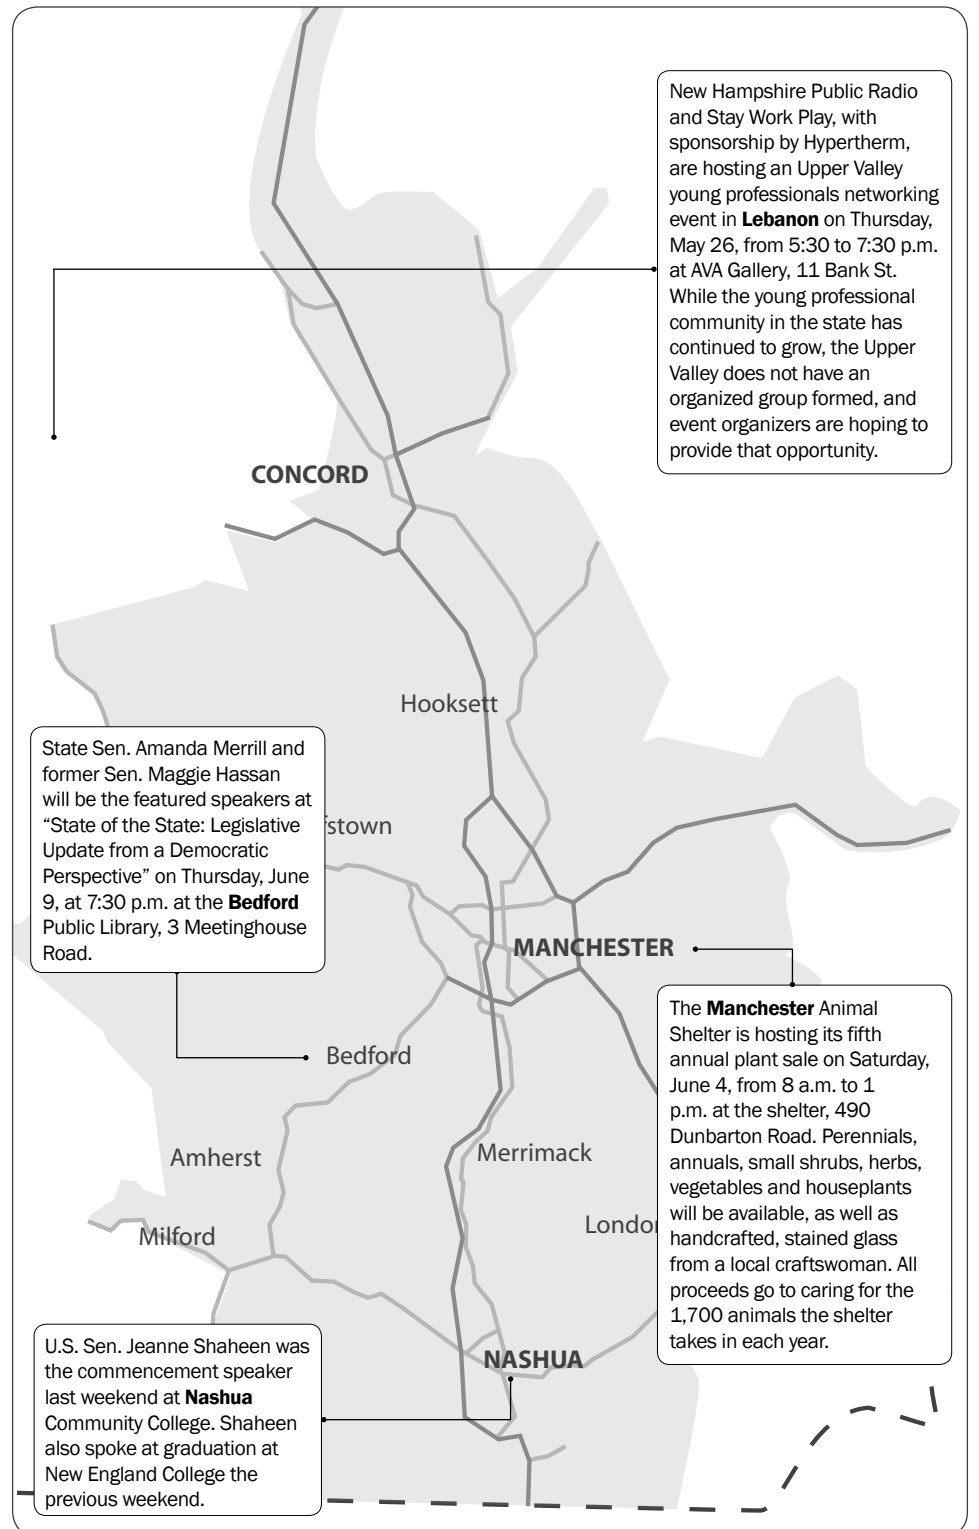 New Hampshire Public Radio
and Stay Work Play, with
sponsorship by Hypertherm,
are hosting an Upper Valley
young professionals networking
event in Lebanon on Thursday,
May 26, from 5:30 to 7:30 p.m.
at AVA Gallery, 11 Bank St.
While the young professional
community in the state has
continued to grow, the Upper
Valley does not have an
organized group formed, and
event organizers are hoping to
provide that opportunity.
CONCORD
Hooksett
State Sen. Amanda Merrill and
former Sen. Maggie Hassan
will be the featured speakers at
“State of the State: Legislative
Update from a Democratic
Perspective” on Thursday, June
9, at 7:30 p.m. at the Bedford
Public Library, 3 Meetinghouse
Road.
fstown
MANCHESTER
The Manchester Animal
Shelter is hosting its fifth
annual plant sale on Saturday,
June 4, from 8 a.m. to 1
p.m. at the shelter, 490
Dunbarton Road. Perennials,
annuals, small shrubs, herbs,
vegetables and houseplants
will be available, as well as
handcrafted, stained glass
from a local craftswoman. All
proceeds go to caring for the
1,700 animals the shelter
takes in each year.
Bedford
Amherst
Merrimack
Milford
Londo
U.S. Sen. Jeanne Shaheen was
the commencement speaker
last weekend at Nashua
Community College. Shaheen
also spoke at graduation at
New England College the
previous weekend.
NASHUA